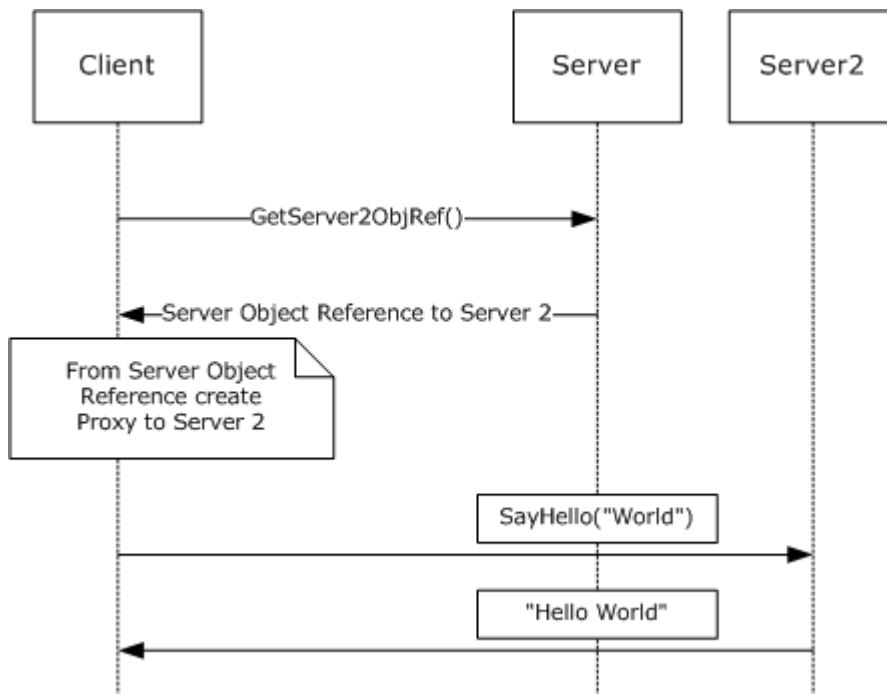 Client
Server
Server2
GetServer2ObjRef()
Server Object Reference to Server 2
From Server Object
Reference create
Proxy to Server 2
SayHello("World")
"Hello World"